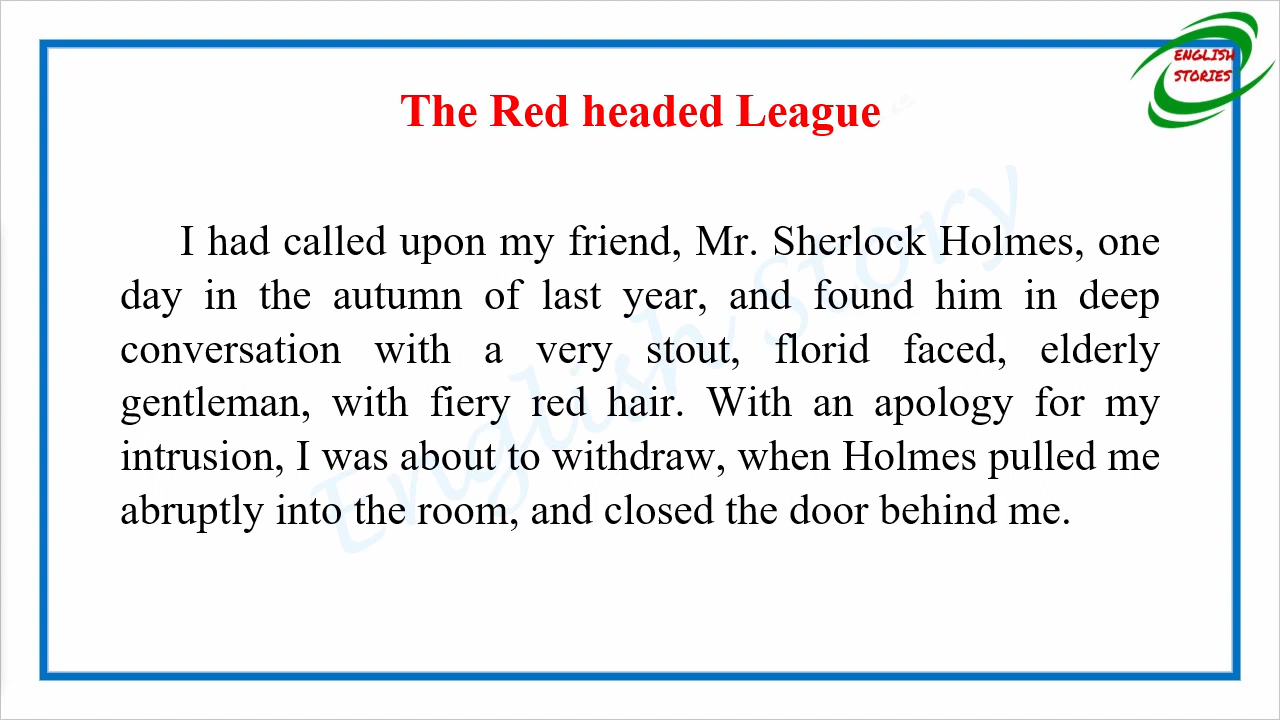 ENGLISH
STORIES
The Red headed League
I had called upon my friend, Mr. Sherlock Holmes, one
day in the autumn of last year, and found him in deep
conversation with a very stout, florid faced, elderly
gentleman, with fiery red hair. With an apology for my
intrusion, I was about to withdraw, when Holmes pulled me
abruptly into the room, and closed the door behind me.
English Story